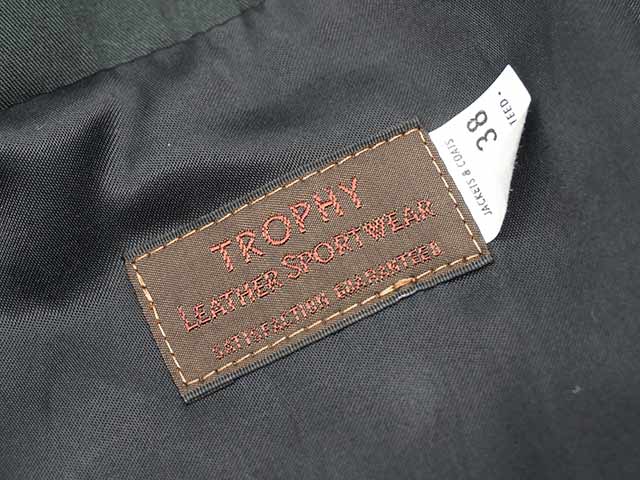 TROPHY
LEATHER SPORTWEAR
SATISFACTION GUARANTEED
JACKETS & COATS
38